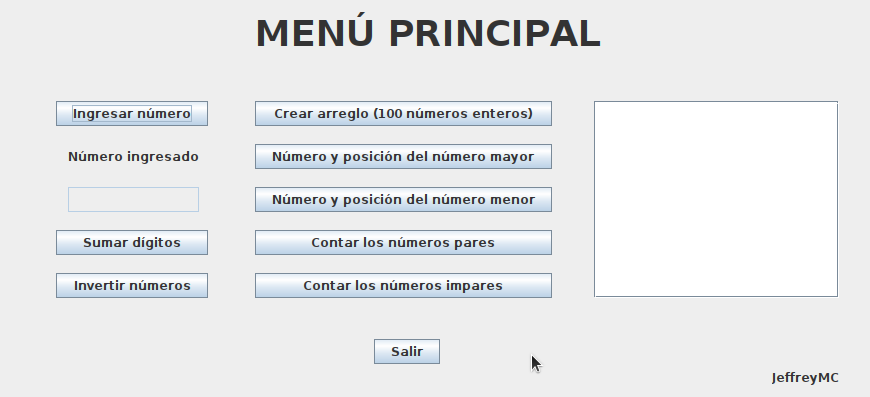 MENÚ PRINCIPAL
Ingresar número
Número ingresado
Sumar dígitos
Invertir números
Crear arreglo (100 números enteros)
Número y posición del número mayor
Número y posición del número menor
Contar los números pares
Contar los números impares
Salir
JeffreyMC